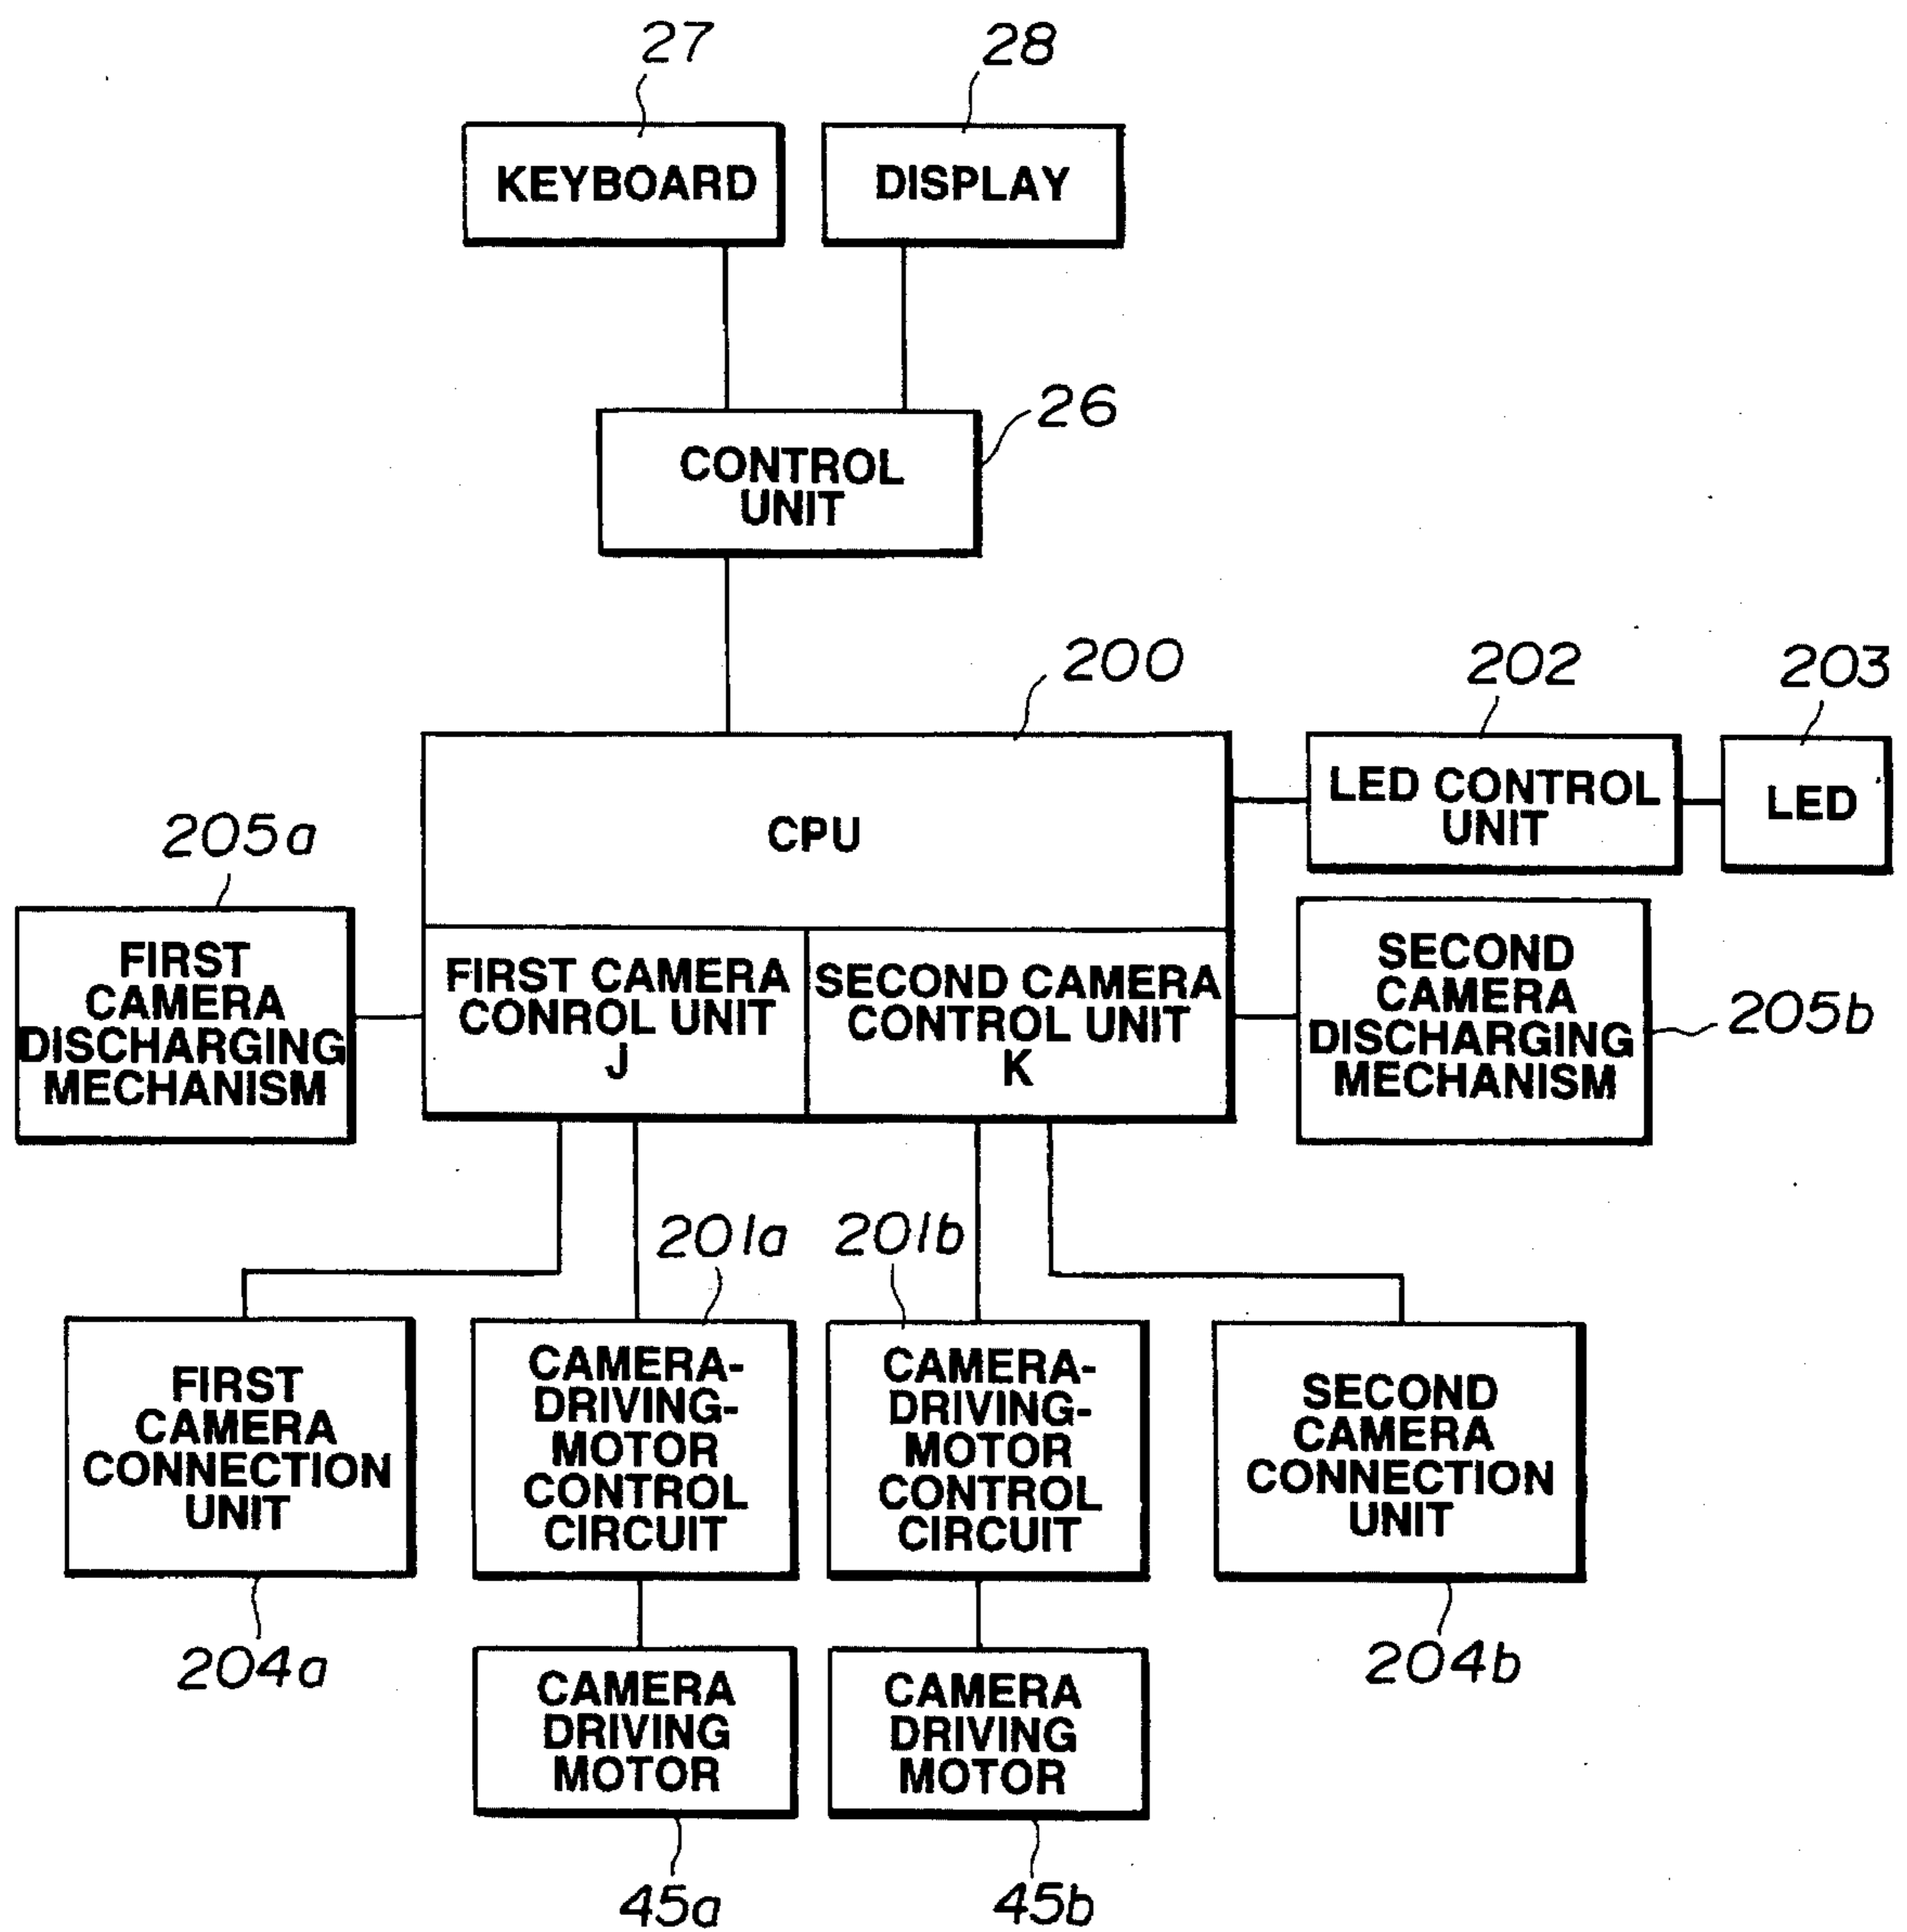 27
28
KEYBOARD
DISPLAY
26
CONTROL
UNIT
200
202
203
CPU
LED CONTROL
UNIT
LED
205a
FIRST
CAMERA
DISCHARGING
MECHANISM
FIRST CAMERA
CONROL UNIT
J
SECOND CAMERA
CONTROL UNIT
K
SECOND
CAMERA
DISCHARGING
MECHANISM
205b
201a
201b
FIRST
CAMERA
CONNECTION
UNIT
CAMERA-
DRIVING-
MOTOR
CONTROL
CIRCUIT
CAMERA-
DRIVING-
MOTOR
CONTROL
CIRCUIT
SECOND
CAMERA
CONNECTION
UNIT
204a
204b
CAMERA
DRIVING
MOTOR
CAMERA
DRIVING
MOTOR
45a
45b